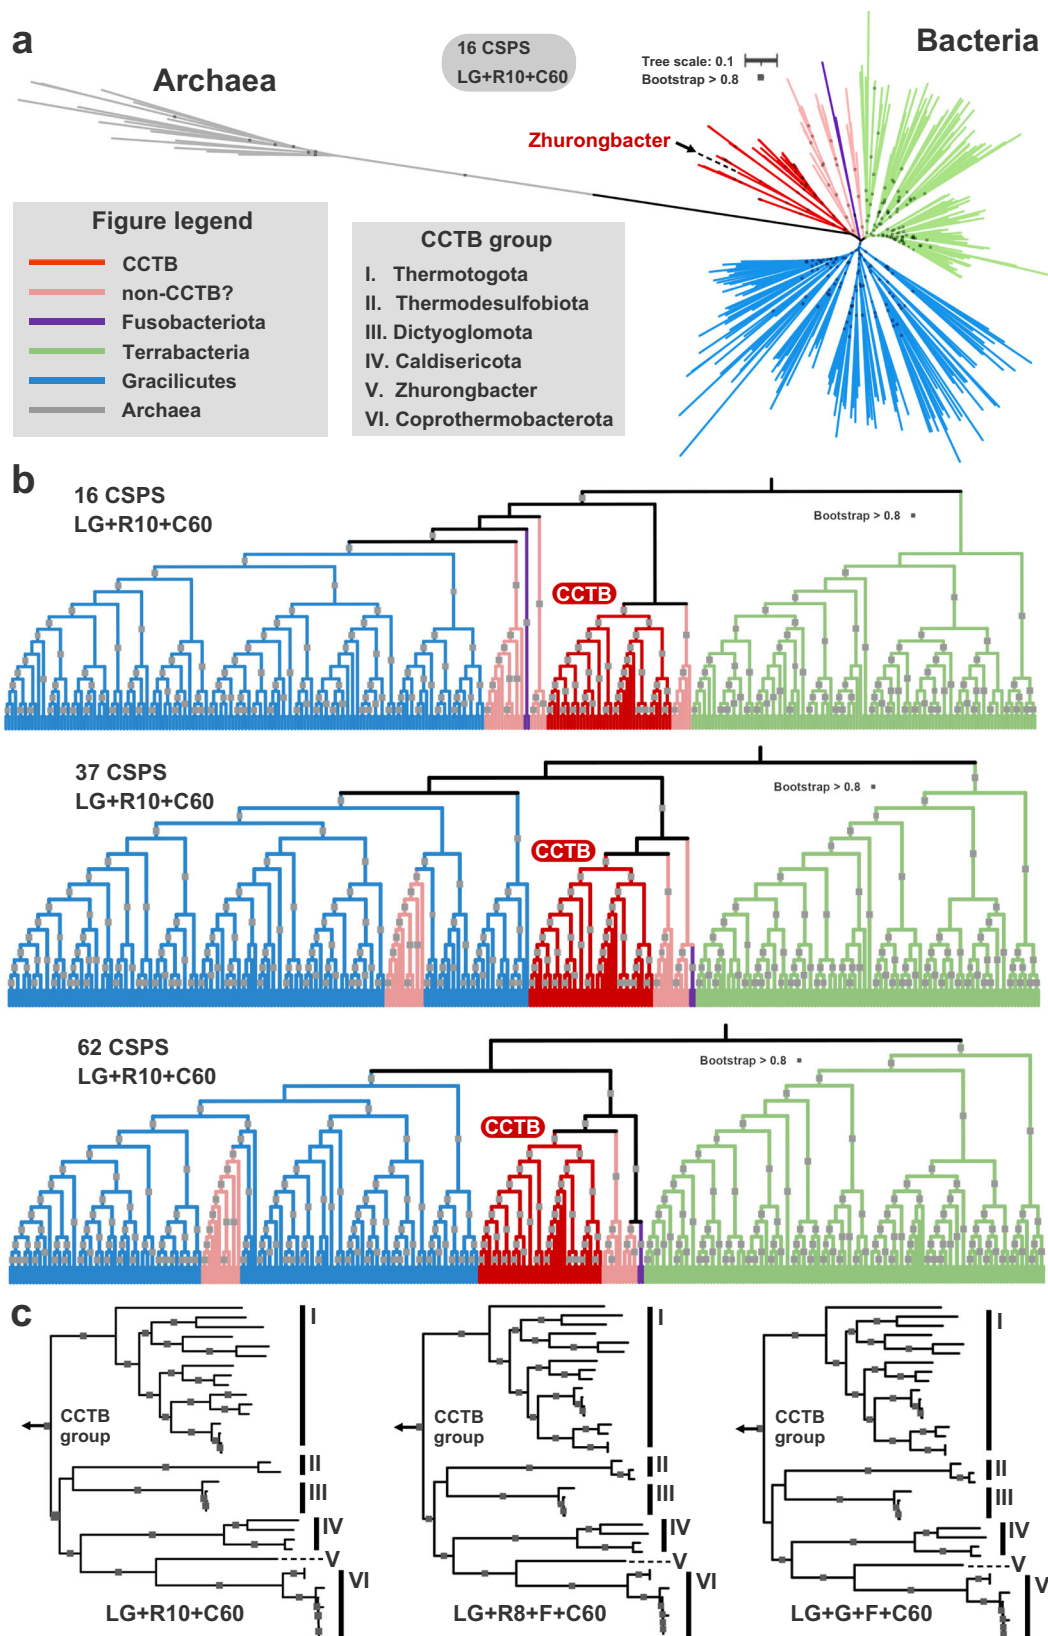 a
Archaea
16 CSPS
LG+R10+C60
Tree scale: 0.1
Bootstrap > 0.8
Bacteria
Zhurongbacter
Figure legend
CCTB
non-CCTB?
Fusobacteriota
Terrabacteria
Gracilicutes
Archaea
CCTB group
I. Thermotogota
II. Thermodesulfobiota
III. Dictyoglomota
IV. Caldisericota
V. Zhurongbacter
VI. Coprothermobacterota
b
16 CSPS
LG+R10+C60
Bootstrap > 0.8
CCTB
37 CSPS
LG+R10+C60
Bootstrap > 0.8
CCTB
62 CSPS
LG+R10+C60
Bootstrap > 0.8
CCTB
c
CCTB
group
I
II
III
IV
V
VI
LG+R10+C60
CCTB
group
I
II
III
IV
V
VI
LG+R8+F+C60
CCTB
group
I
II
III
IV
V
V
LG+G+F+C60